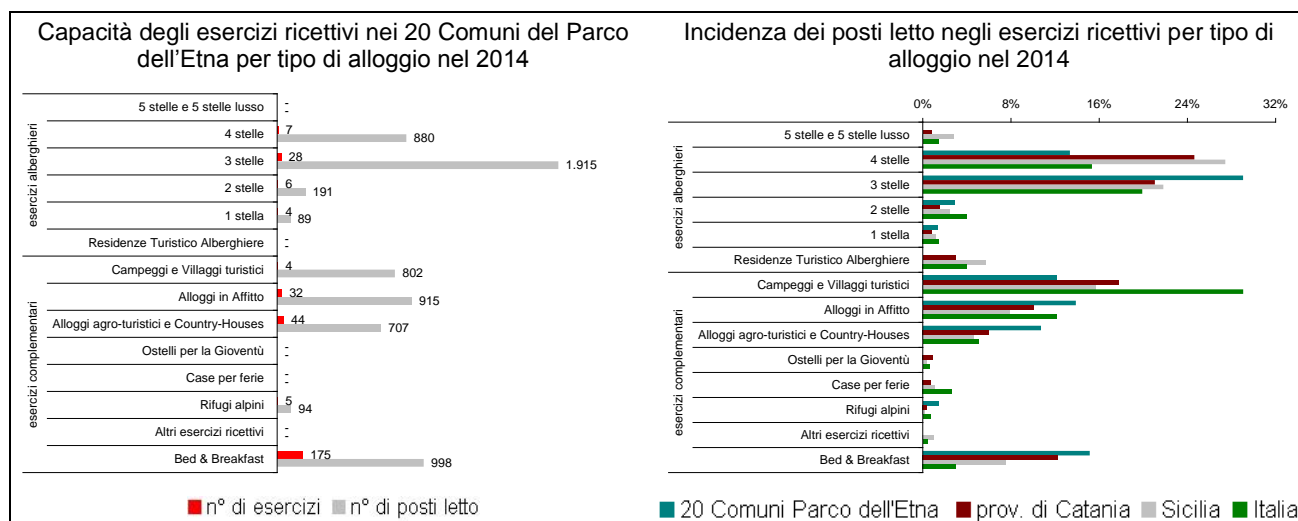 Capacità degli esercizi ricettivi nei 20 Comuni del Parco
dell'Etna per tipo di alloggio nel 2014
esercizi alberghieri
5 stelle e 5 stelle lusso - -
4 stelle 7 880
3 stelle 28 1.915
2 stelle 6 191
1 stella 4 89
Residenze Turistico Alberghiere - -
esercizi complementari
Campeggi e Villaggi turistici 4 802
Alloggi in Affitto 32 915
Alloggi agro-turistici e Country-Houses 44 707
Ostelli per la Gioventù - -
Case per ferie - -
Rifugi alpini 5 94
Altri esercizi ricettivi - -
Bed & Breakfast 175 998
n° di esercizi n° di posti letto
Incidenza dei posti letto negli esercizi ricettivi per tipo di
alloggio nel 2014
0% 8% 16% 24% 32%
esercizi alberghieri
5 stelle e 5 stelle lusso
4 stelle
3 stelle
2 stelle
1 stella
Residenze Turistico Alberghiere
esercizi complementari
Campeggi e Villaggi turistici
Alloggi in Affitto
Alloggi agro-turistici e Country-Houses
Ostelli per la Gioventù
Case per ferie
Rifugi alpini
Altri esercizi ricettivi
Bed & Breakfast
20 Comuni Parco dell'Etna prov. di Catania Sicilia Italia